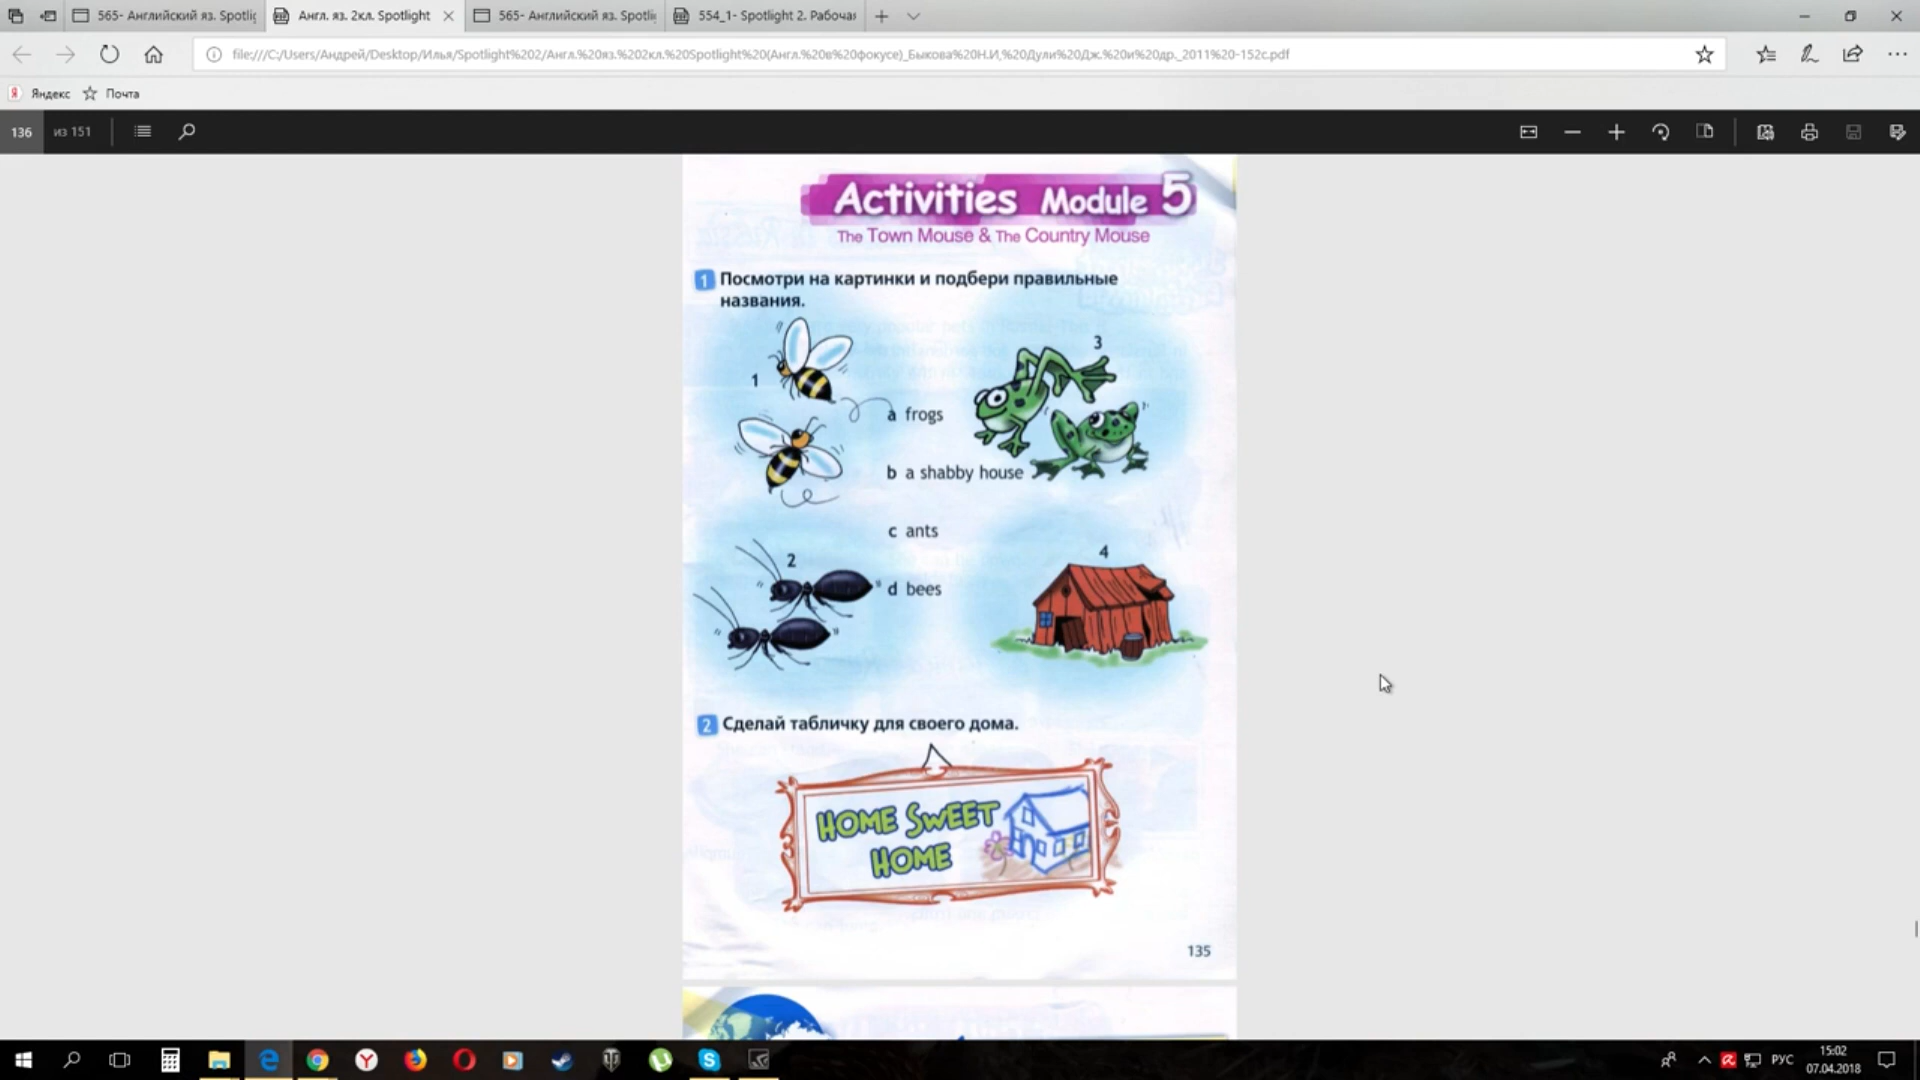 565- Английский яз. Spotlig
Англ. яз. 2кл. Spotlight
565- Английский яз. Spotli
554_1- Spotlight 2. Рабочая
file:///C:/Users/Андрей/Desktop/Илья/Spotlight%202/Англ.%20яз.%202кл.%20Spotlight%20(Англ.%20в%20фокусе)_Быкова%20Н.И,%20Дули%20Дж.%20и%20др._2011%20-152с.pdf
Яндекс
Почта
136 из 151
Activities Module 5
The Town Mouse & The Country Mouse
1 Посмотри на картинки и подбери правильные
названия.
1
3
a frogs
b a shabby house
c ants
2
4
d bees
2 Сделай табличку для своего дома.
HOME SWEET
HOME
135
РУС
15:02
07.04.2018